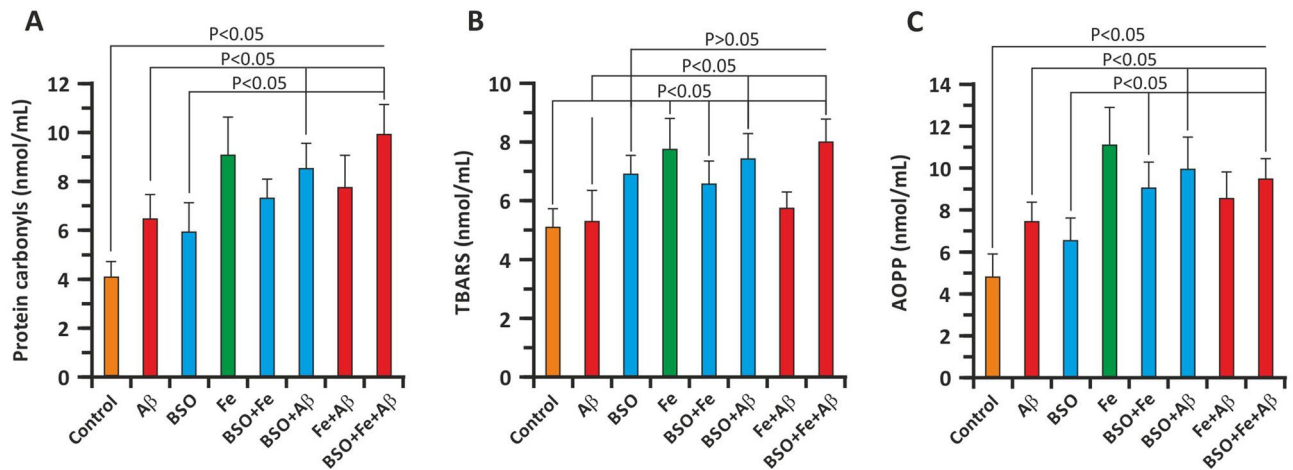 A
P<0.05
P<0.05
P<0.05
Protein carbonyls (nmol/mL)
12
10
8
6
4
2
0
Control
Aβ
BSO
Fe
BSO+Fe
BSO+Aβ
Fe+Aβ
BSO+Fe+Aβ
B
P>0.05
P<0.05
P<0.05
TBARS (nmol/mL)
10
8
6
4
2
0
Control
Aβ
BSO
Fe
BSO+Fe
BSO+Aβ
Fe+Aβ
BSO+Fe+Aβ
C
P<0.05
P<0.05
P<0.05
AOPP (nmol/mL)
14
12
10
8
6
4
2
0
Control
Aβ
BSO
Fe
BSO+Fe
BSO+Aβ
Fe+Aβ
BSO+Fe+Aβ